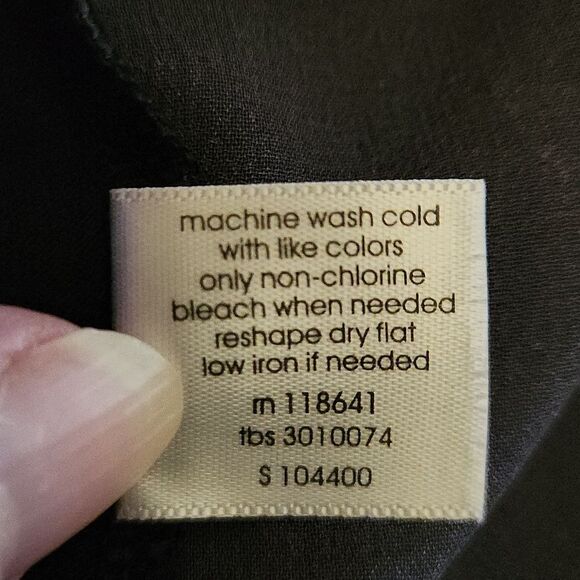 machine wash cold
with like colors
only non-chlorine
bleach when needed
reshape dry flat
low iron if needed
rn 118641
tbs 3010074
S 104400